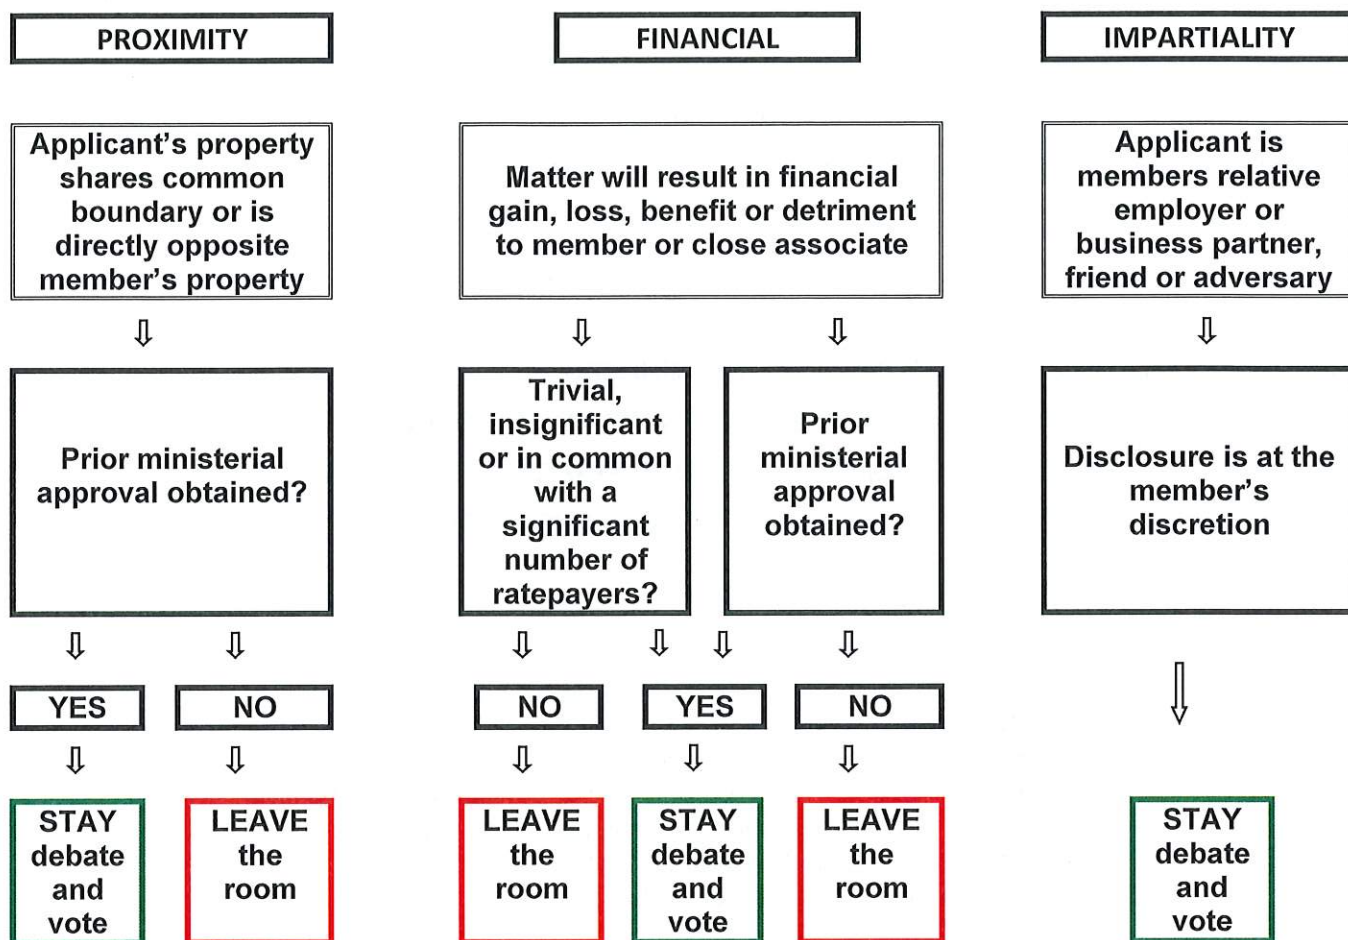 PROXIMITY
FINANCIAL
IMPARTIALITY
Applicant's property
shares common
boundary or is
directly opposite
member's property
Matter will result in financial
gain, loss, benefit or detriment
to member or close associate
Applicant is
members relative
employer or
business partner,
friend or adversary
Prior ministerial
approval obtained?
Trivial,
insignificant
or in common
with a
significant
number of
ratepayers?
Prior
ministerial
approval
obtained?
Disclosure is at the
member's
discretion
YES
NO
NO
YES
NO
STAY
debate
and
vote
LEAVE
the
room
LEAVE
the
room
STAY
debate
and
vote
LEAVE
the
room
STAY
debate
and
vote